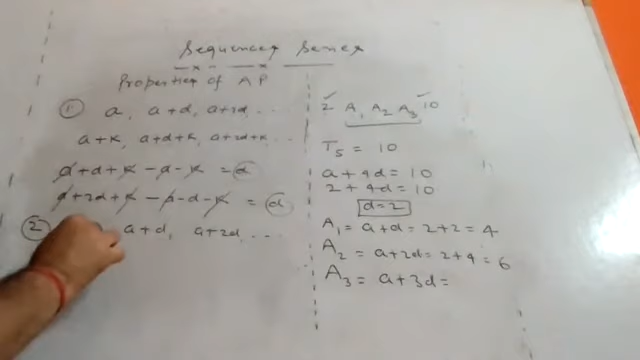 Sequences Series
Properties of AP
① a, a+d, a+2d ...
a+k, a+d+k, a+2d+k ...
a+d+k-a-k = d
a+2d+k-a-d-k = d
② a+d, a+2d, ...
2 A₁ A₂ A₃ 10
T₅ = 10
a+4d = 10
2+4d = 10
d=2
A₁ = a+d = 2+2 = 4
A₂ = a+2d = 2+4 = 6
A₃ = a+3d =